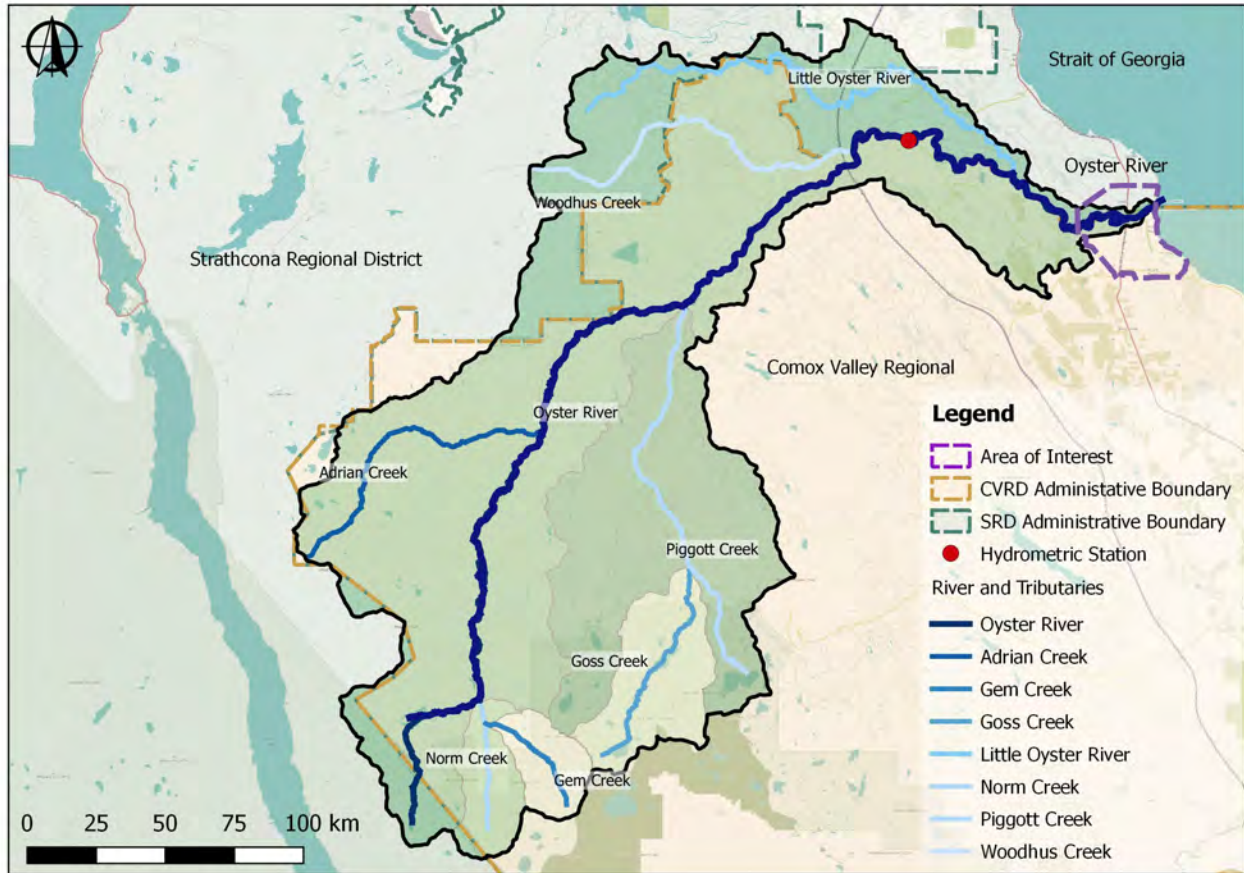 Strait of Georgia
Little Oyster River
Oyster River
Woodhus Creek
Strathcona Regional District
Comox Valley Regional
Oyster River
Adrian Creek
Piggott Creek
Goss Creek
Norm Creek
Gem Creek
0 25 50 75 100 km
Legend
Area of Interest
CVRD Administative Boundary
SRD Administrative Boundary
Hydrometric Station
River and Tributaries
Oyster River
Adrian Creek
Gem Creek
Goss Creek
Little Oyster River
Norm Creek
Piggott Creek
Woodhus Creek